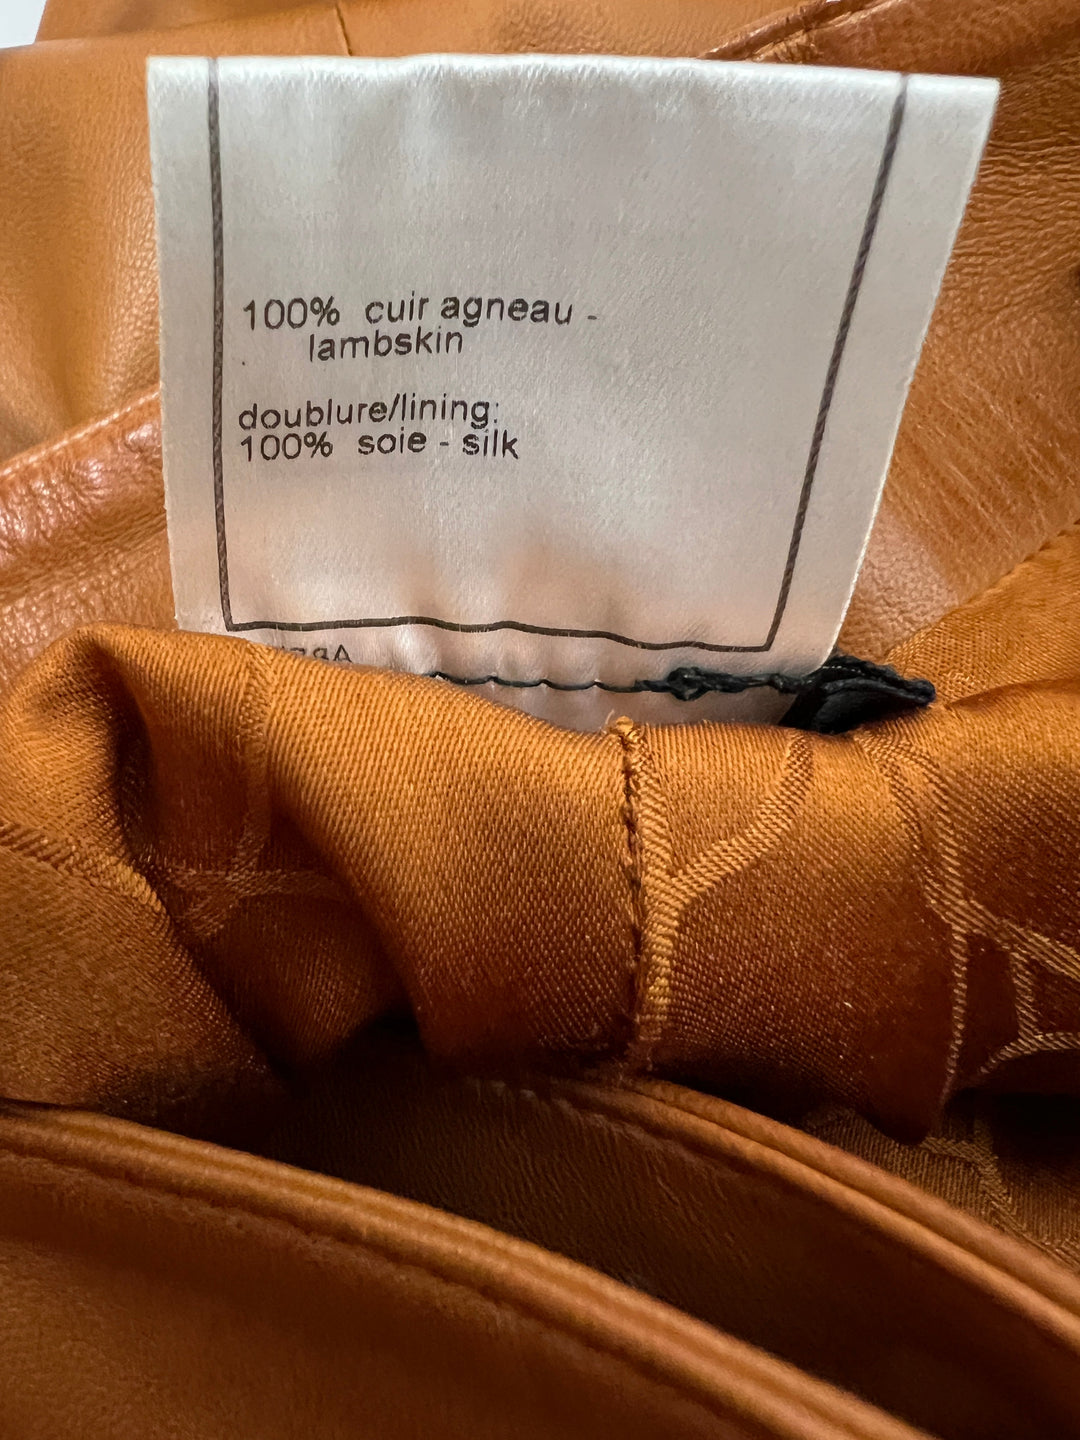 100% cuir agneau -
lambskin
doublure/lining:
100% soie - silk